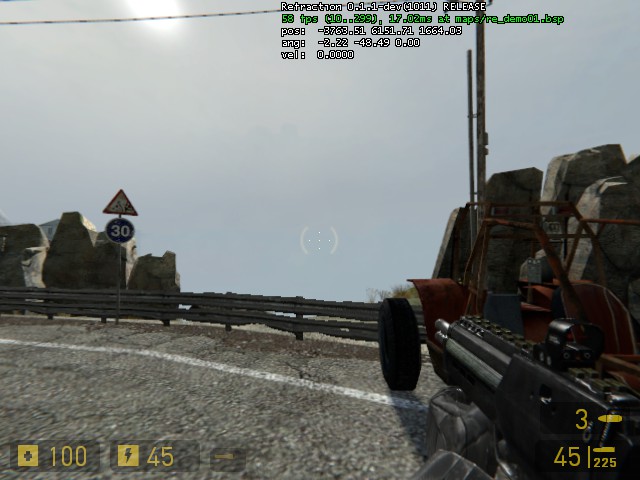 Refraction 0.1.1-dev(1011) RELEASE
58 fps (10..299), 17.02ms at maps/re_demo01.bsp
pos: -3763.51 6151.71 1664.03
ang: -2.22 -48.49 0.00
vel: 0.0000
30
3
100
45
45|225